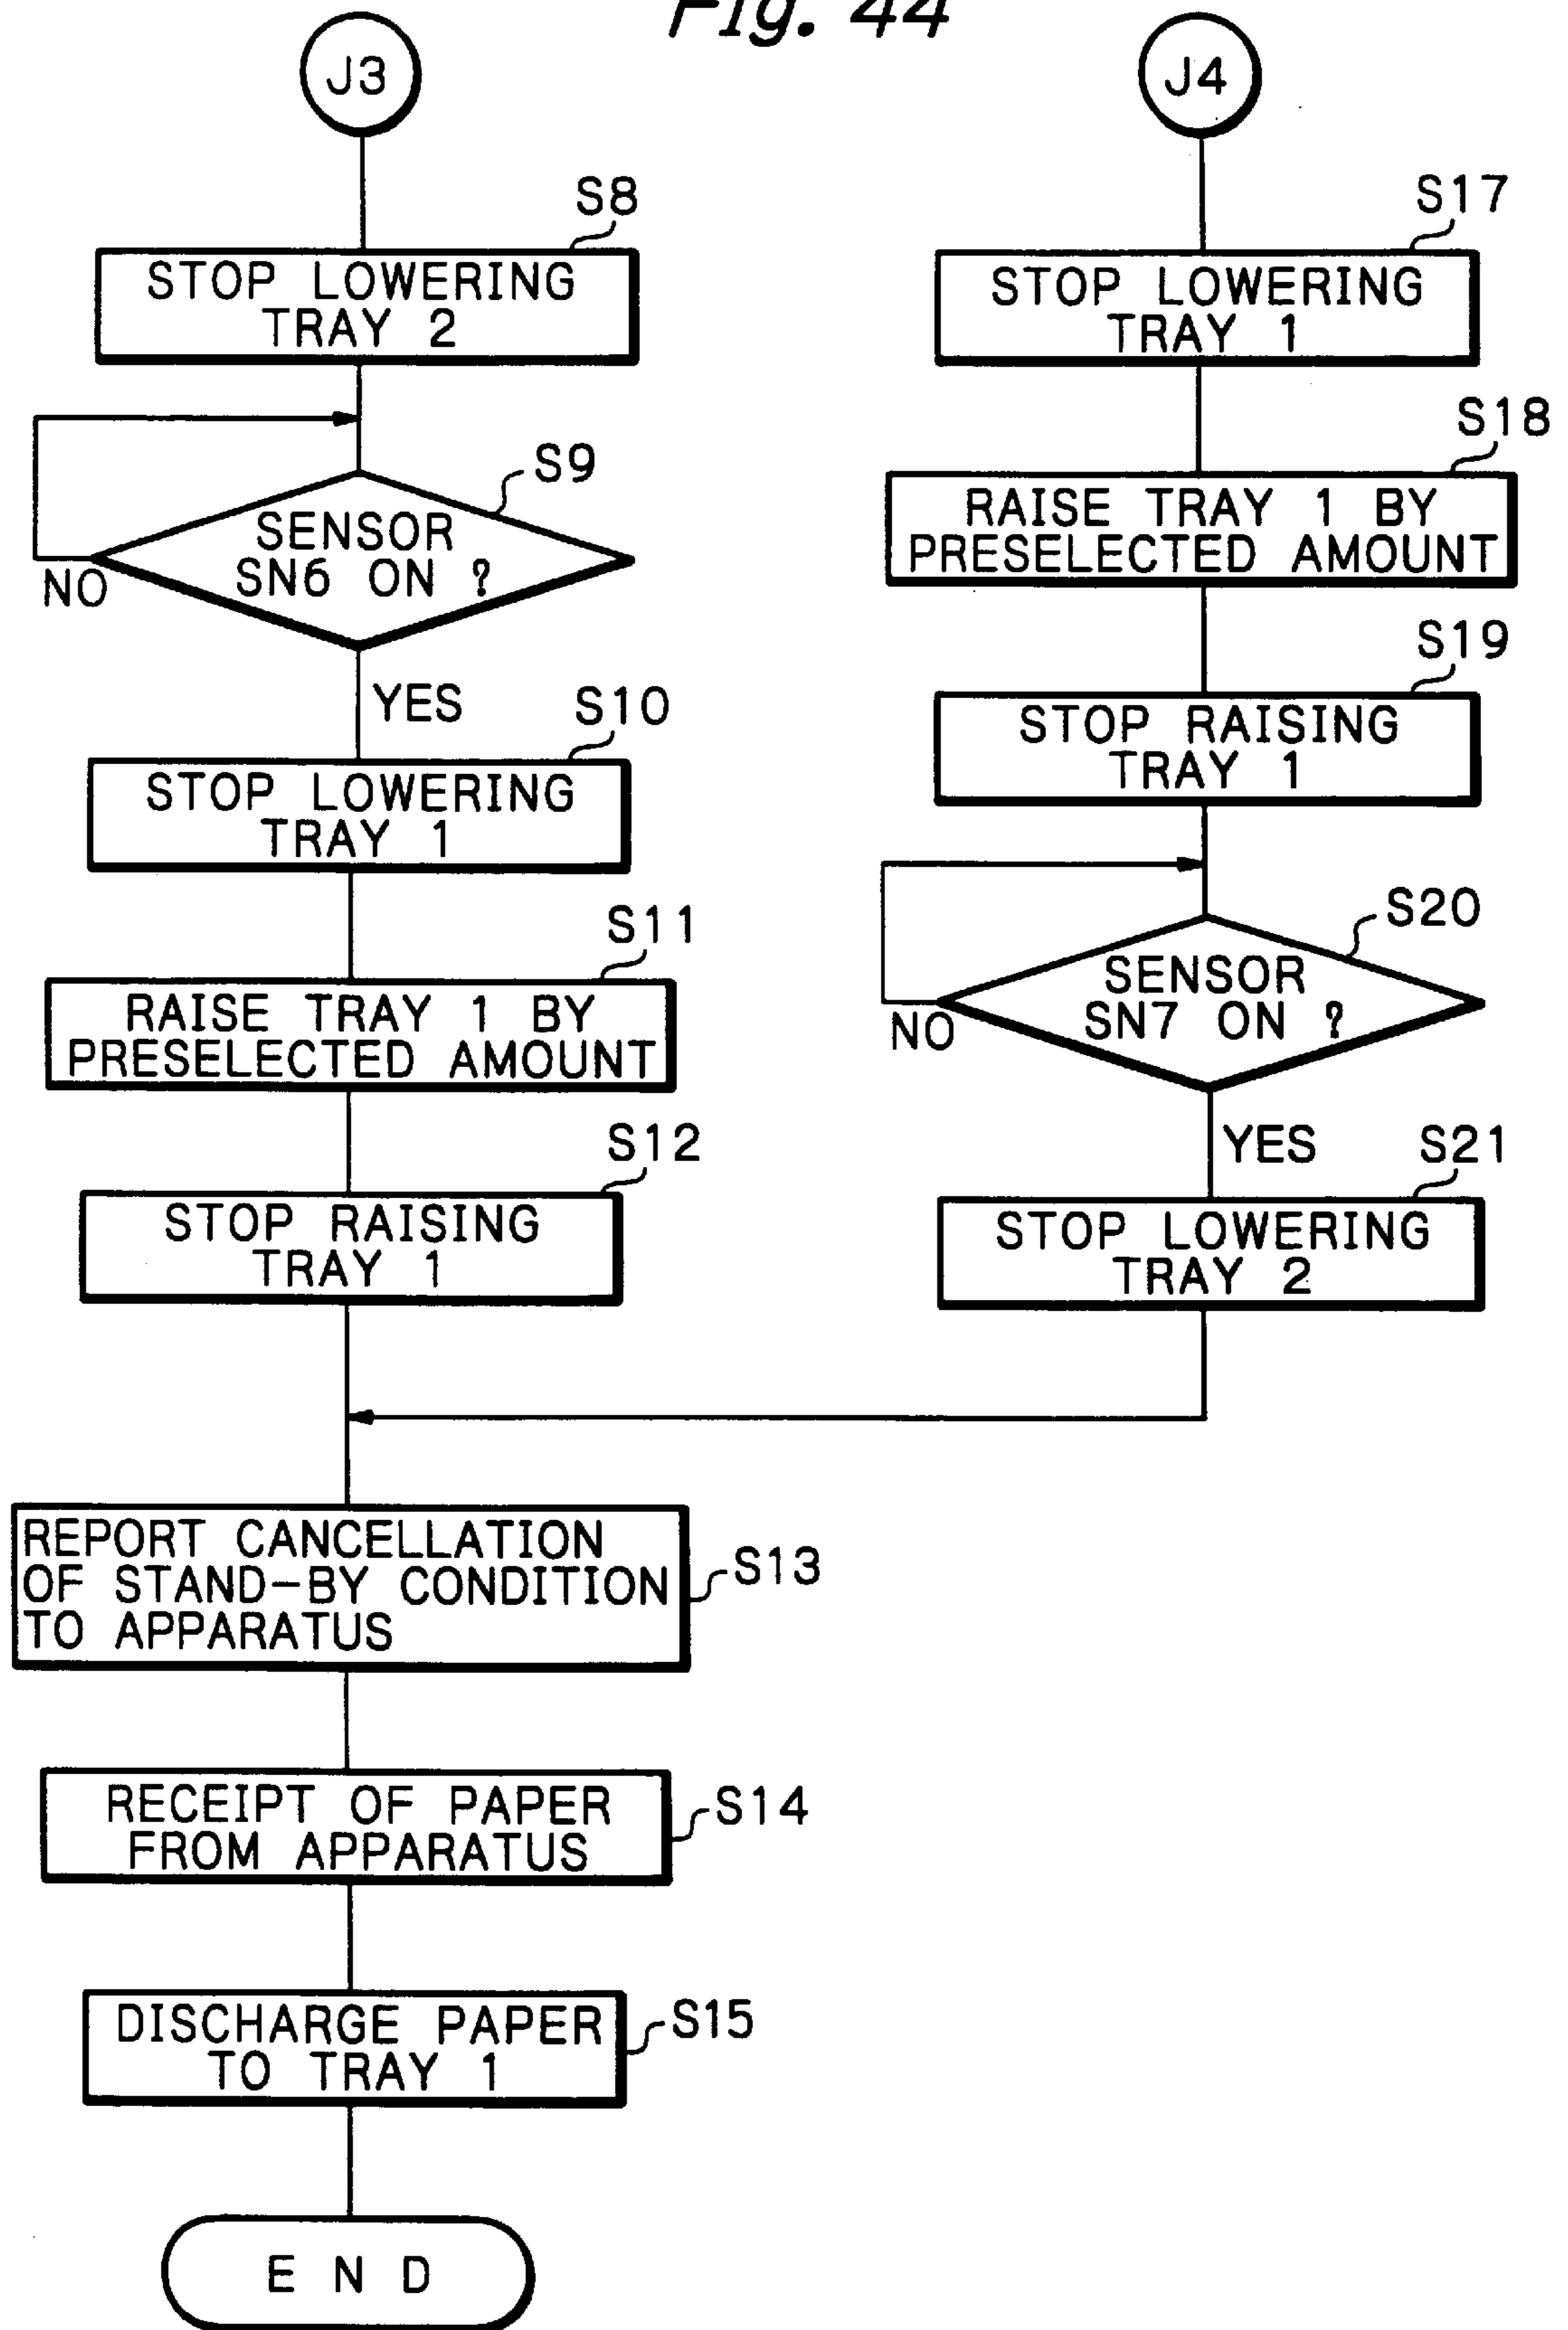 Fig. 44
J3
S8
STOP LOWERING
TRAY 2
S9
SENSOR
SN6 ON ?
NO
YES
S10
STOP LOWERING
TRAY 1
S11
RAISE TRAY 1 BY
PRESELECTED AMOUNT
S12
STOP RAISING
TRAY 1
J4
S17
STOP LOWERING
TRAY 1
S18
RAISE TRAY 1 BY
PRESELECTED AMOUNT
S19
STOP RAISING
TRAY 1
S20
SENSOR
SN7 ON ?
NO
YES
S21
STOP LOWERING
TRAY 2
REPORT CANCELLATION
OF STAND-BY CONDITION
TO APPARATUS
S13
RECEIPT OF PAPER
FROM APPARATUS
S14
DISCHARGE PAPER
TO TRAY 1
S15
END